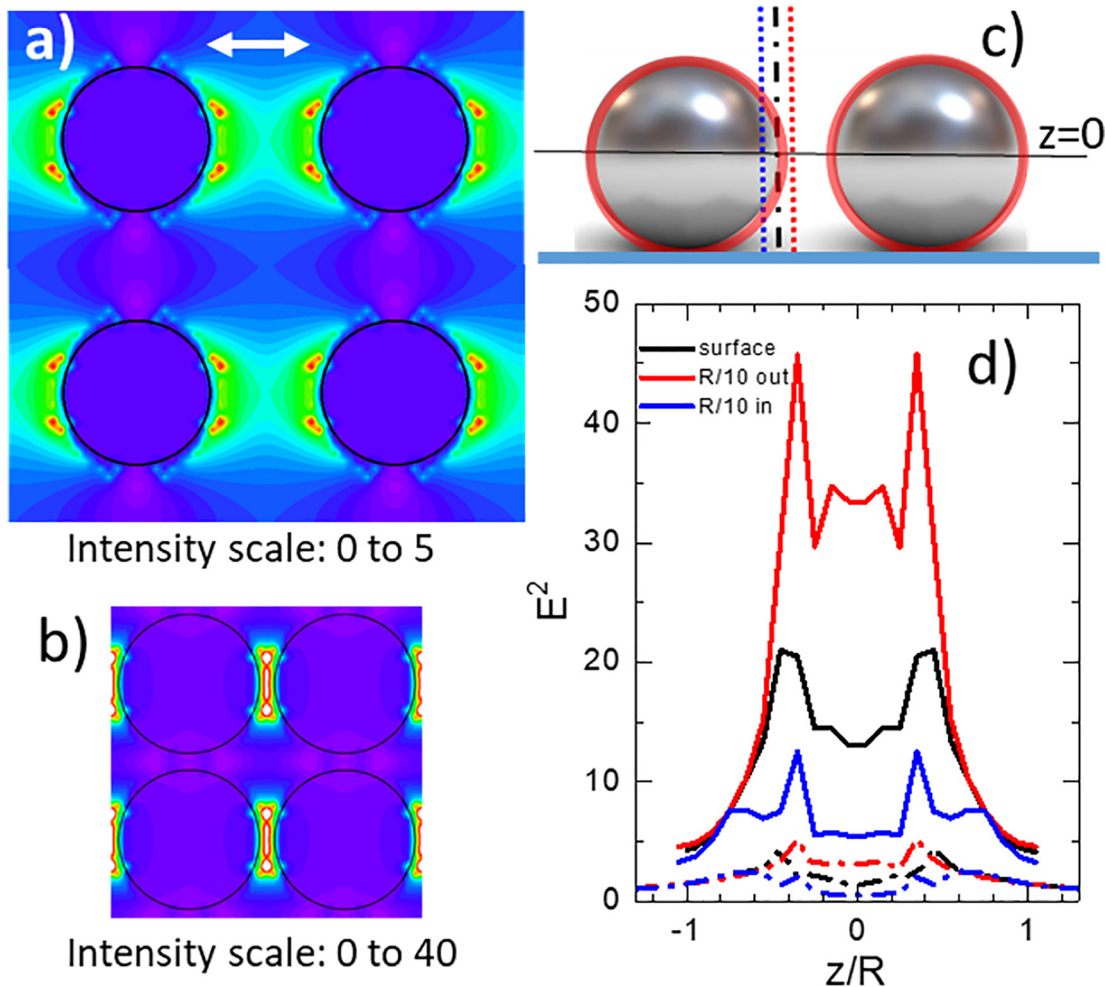 a)
Intensity scale: 0 to 5
b)
Intensity scale: 0 to 40
c)
z=0
d)
surface
R/10 out
R/10 in
50
40
30
20
10
0
E²
-1 0 1
z/R